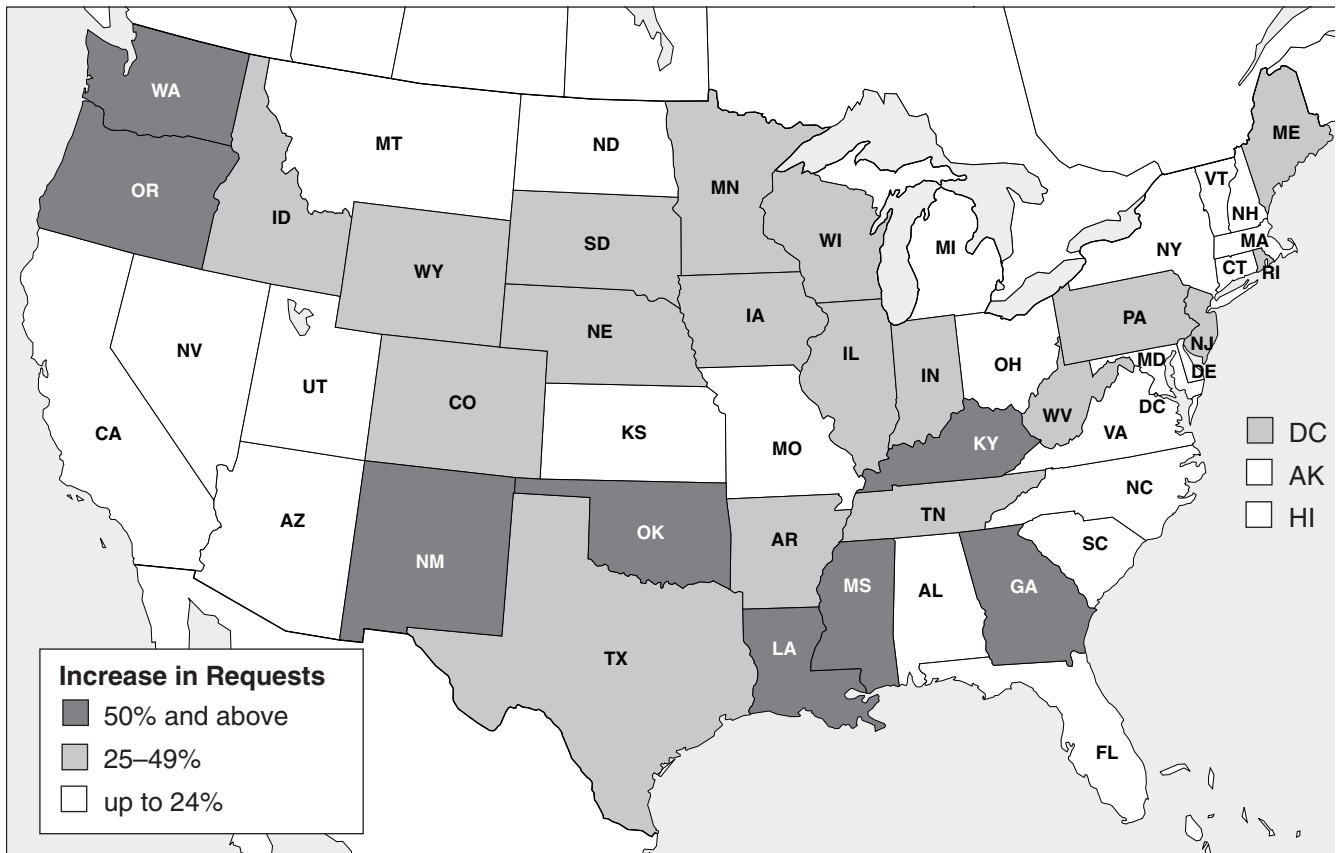 WA
ME
MT
ND
VT
OR
MN
NH
ID
SD
WI
MI
NY
MA
WY
CT
RI
IA
PA
NE
NV
IL
NJ
MD
OH
DE
UT
IN
CO
DC
WV
CA
KS
VA
KY
DC
MO
AK
NC
TN
HI
AZ
OK
AR
SC
NM
MS
AL
GA
LA
TX
Increase in Requests
50% and above
25–49%
FL
up to 24%